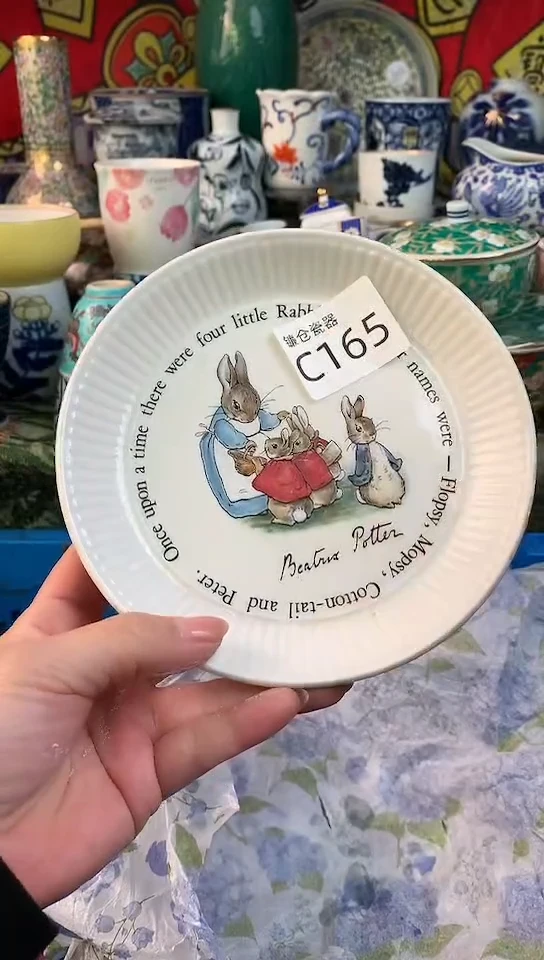 Once upon a time there were four little names were — Flopsy, Mopsy, Cotton-tail and Peter.
镰仓瓷器
C165
Beatrix Potter